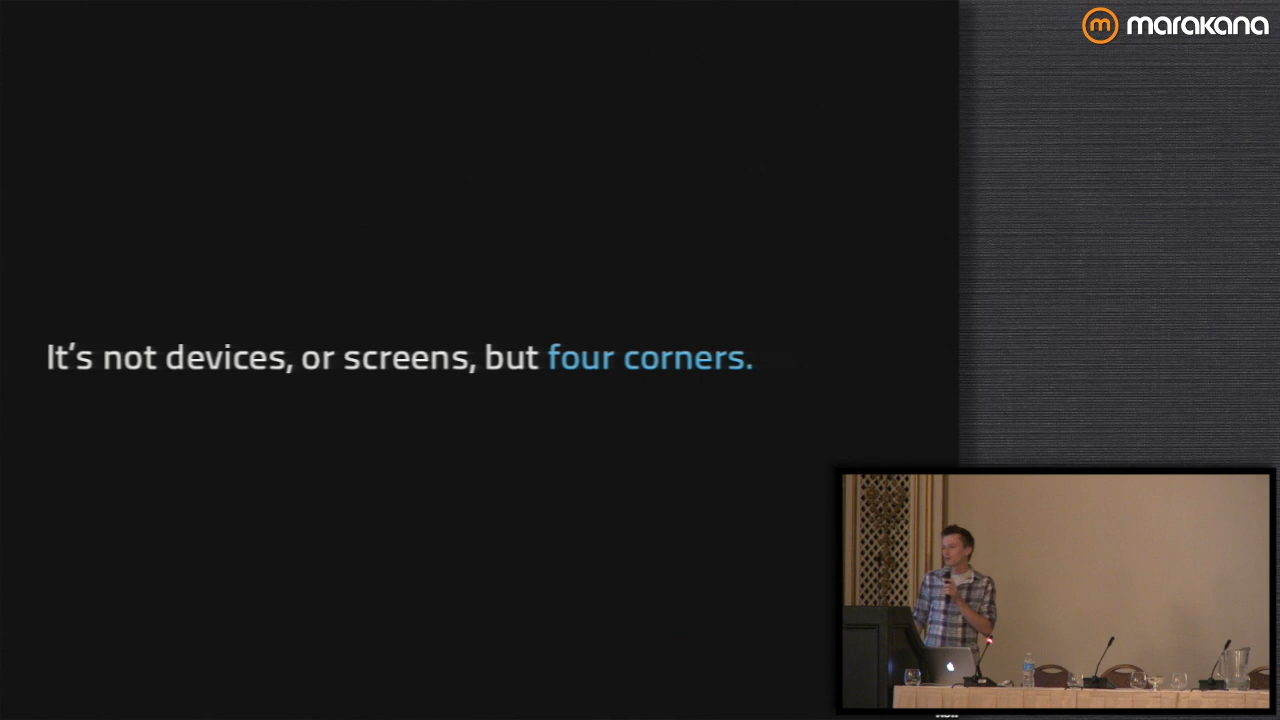 marakana
It's not devices, or screens, but four corners.